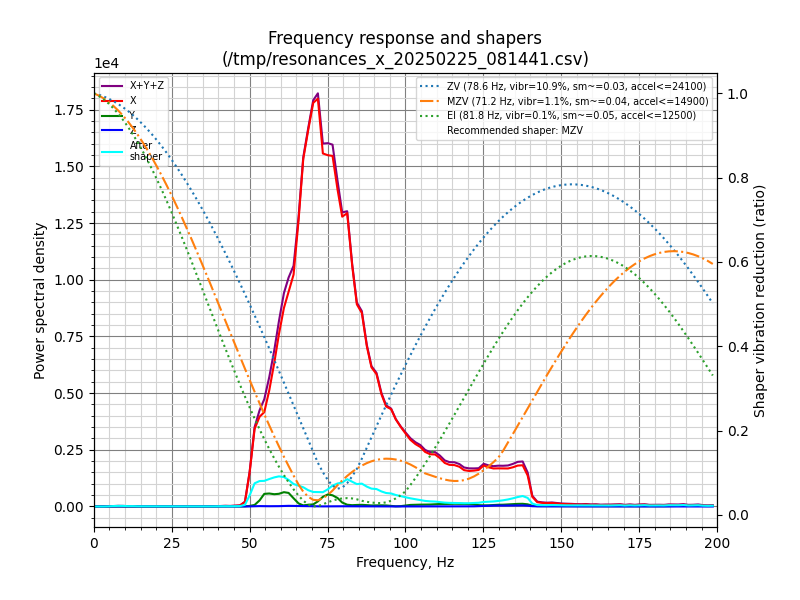 Frequency response and shapers
(/tmp/resonances_x_20250225_081441.csv)
1e4
X+Y+Z
X
Y
Z
After
shaper
ZV (78.6 Hz, vibr=10.9%, sm~=0.03, accel<=24100)
MZV (71.2 Hz, vibr=1.1%, sm~=0.04, accel<=14900)
EI (81.8 Hz, vibr=0.1%, sm~=0.05, accel<=12500)
Recommended shaper: MZV
Power spectral density
1.75
1.50
1.25
1.00
0.75
0.50
0.25
0.00
1.0
0.8
0.6
0.4
0.2
0.0
Shaper vibration reduction (ratio)
0 25 50 75 100 125 150 175 200
Frequency, Hz